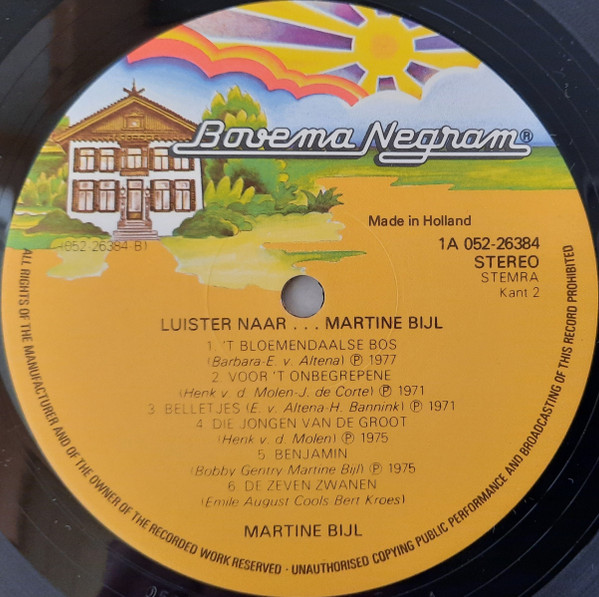 Bovema Negram®
Made in Holland
(052-26384 B)
1A 052-26384
STEREO
STEMRA
Kant 2
LUISTER NAAR... MARTINE BIJL
1. 'T BLOEMENDAALSE BOS
(Barbara-E. v. Altena) Ⓟ 1977
2. VOOR 'T ONBEGREPENE
(Henk v. d. Molen-J. de Corte) Ⓟ 1971
3. BELLETJES (E. v. Altena-H. Bannink) Ⓟ 1971
4. DIE JONGEN VAN DE GROOT
(Henk v. d. Molen) Ⓟ 1975
5. BENJAMIN
(Bobby Gentry Martine Bijl) Ⓟ 1975
6. DE ZEVEN ZWANEN
(Emile August Cools Bert Kroes)
MARTINE BIJL
ALL RIGHTS OF THE MANUFACTURER AND OF THE OWNER OF THE RECORDED WORK RESERVED · UNAUTHORISED COPYING PUBLIC PERFORMANCE AND BROADCASTING OF THIS RECORD PROHIBITED